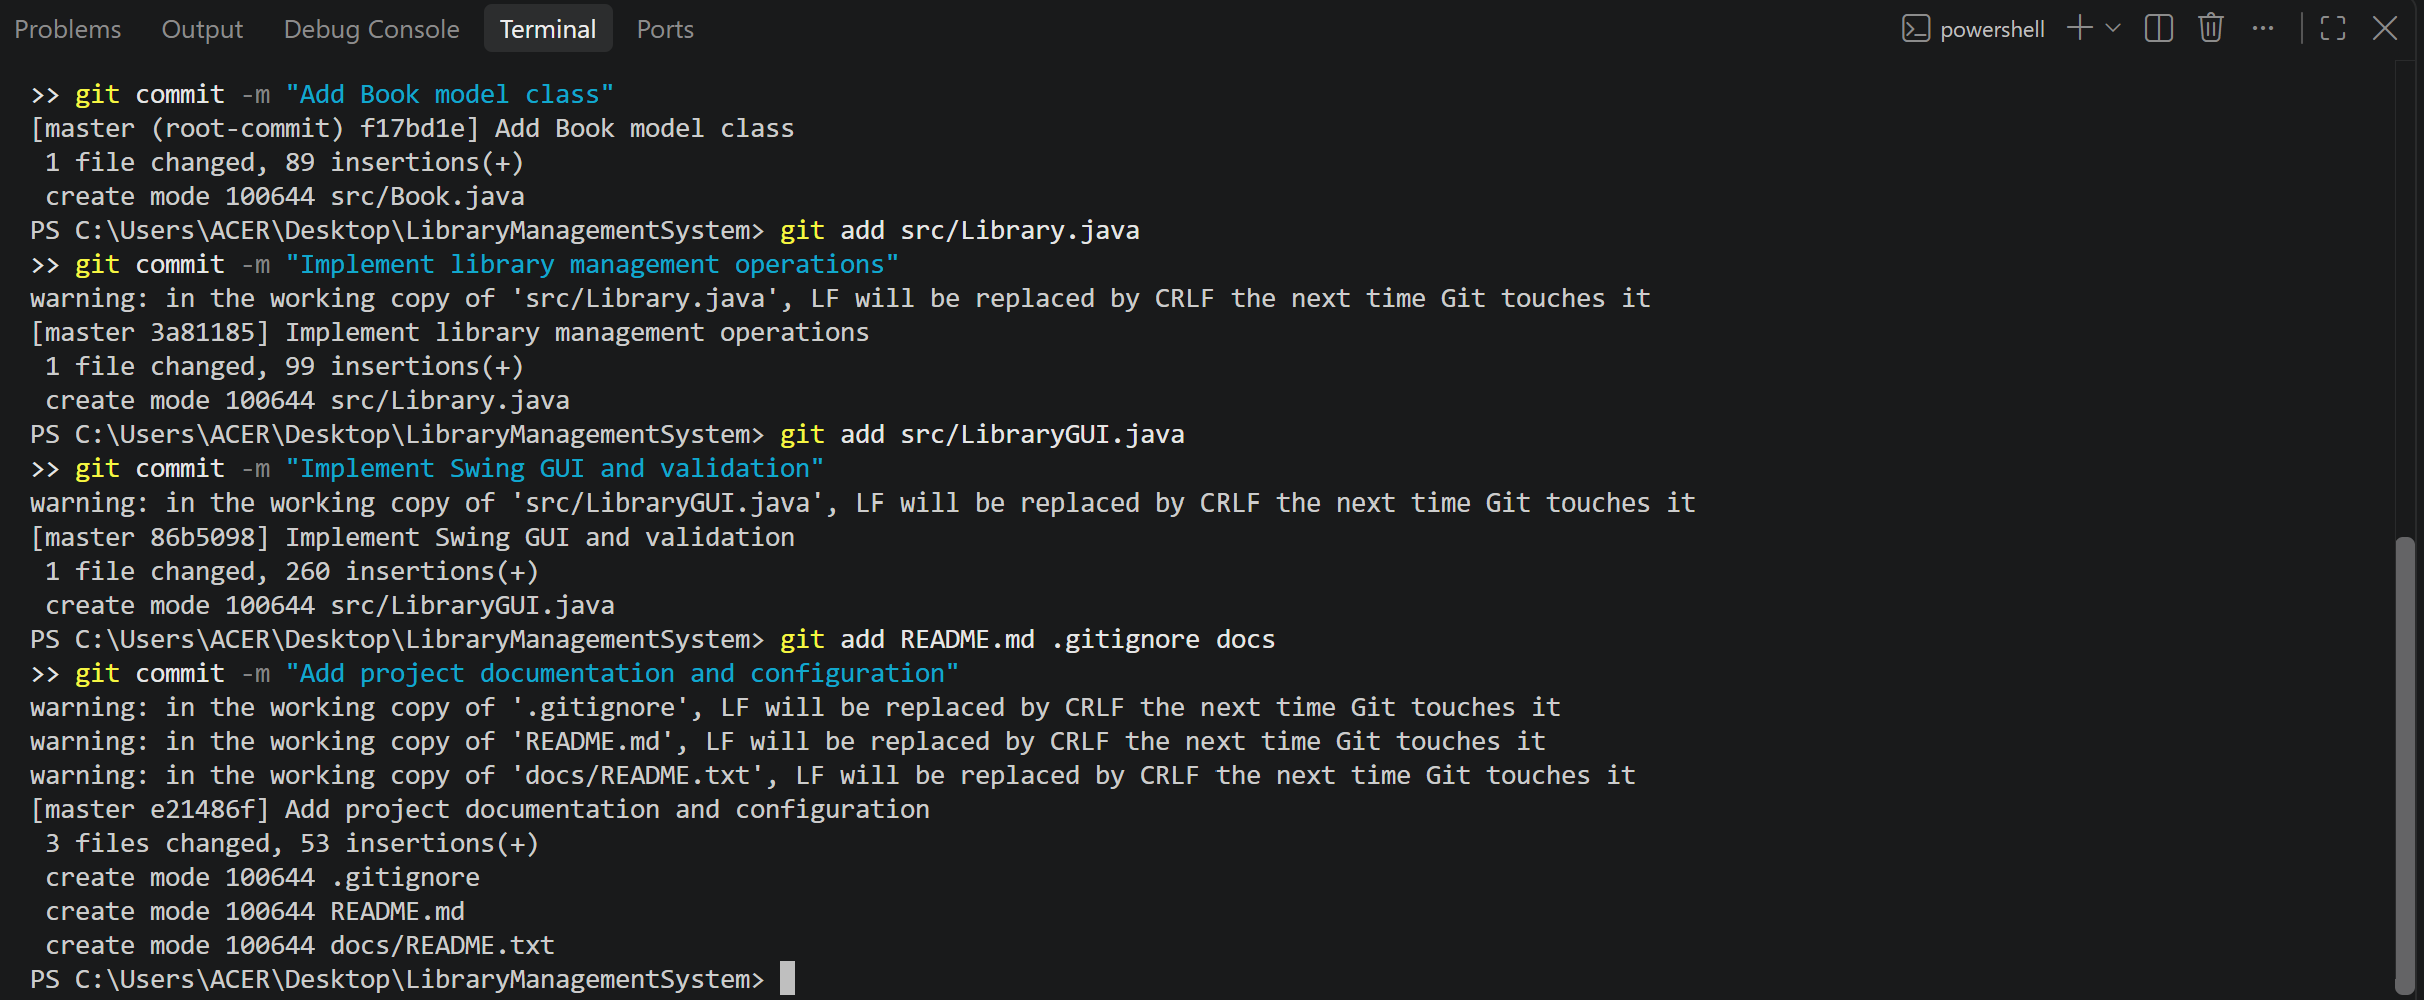 Problems Output Debug Console Terminal Ports powershell
>> git commit -m "Add Book model class"
[master (root-commit) f17bd1e] Add Book model class
 1 file changed, 89 insertions(+)
 create mode 100644 src/Book.java
PS C:\Users\ACER\Desktop\LibraryManagementSystem> git add src/Library.java
>> git commit -m "Implement library management operations"
warning: in the working copy of 'src/Library.java', LF will be replaced by CRLF the next time Git touches it
[master 3a81185] Implement library management operations
 1 file changed, 99 insertions(+)
 create mode 100644 src/Library.java
PS C:\Users\ACER\Desktop\LibraryManagementSystem> git add src/LibraryGUI.java
>> git commit -m "Implement Swing GUI and validation"
warning: in the working copy of 'src/LibraryGUI.java', LF will be replaced by CRLF the next time Git touches it
[master 86b5098] Implement Swing GUI and validation
 1 file changed, 260 insertions(+)
 create mode 100644 src/LibraryGUI.java
PS C:\Users\ACER\Desktop\LibraryManagementSystem> git add README.md .gitignore docs
>> git commit -m "Add project documentation and configuration"
warning: in the working copy of '.gitignore', LF will be replaced by CRLF the next time Git touches it
warning: in the working copy of 'README.md', LF will be replaced by CRLF the next time Git touches it
warning: in the working copy of 'docs/README.txt', LF will be replaced by CRLF the next time Git touches it
[master e21486f] Add project documentation and configuration
 3 files changed, 53 insertions(+)
 create mode 100644 .gitignore
 create mode 100644 README.md
 create mode 100644 docs/README.txt
PS C:\Users\ACER\Desktop\LibraryManagementSystem>